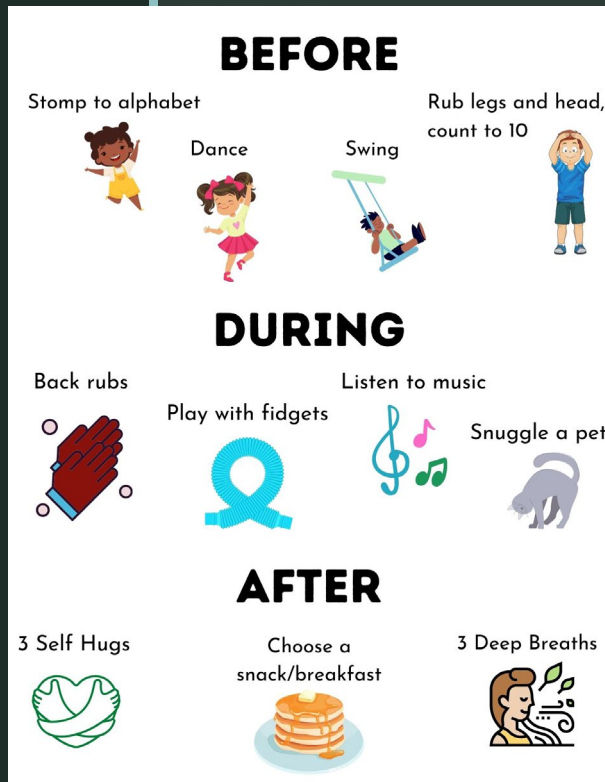 BEFORE
Stomp to alphabet
Dance
Swing
Rub legs and head,
count to 10
DURING
Back rubs
Play with fidgets
Listen to music
Snuggle a pet
AFTER
3 Self Hugs
Choose a
snack/breakfast
3 Deep Breaths